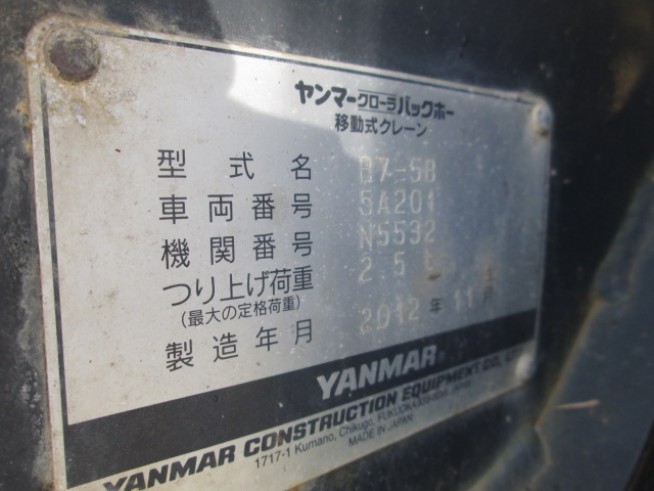 ヤンマークローラバックホー
移動式クレーン
型式名 B7-5B
車両番号 5A201
機関番号 N5532
つり上げ荷重 2.5
(最大の定格荷重)
製造年月 2012年11月
YANMAR®
YANMAR CONSTRUCTION EQUIPMENT CO.,
1717-1 Kumano, Chikugo, FUKUOKA
MADE IN JAPAN